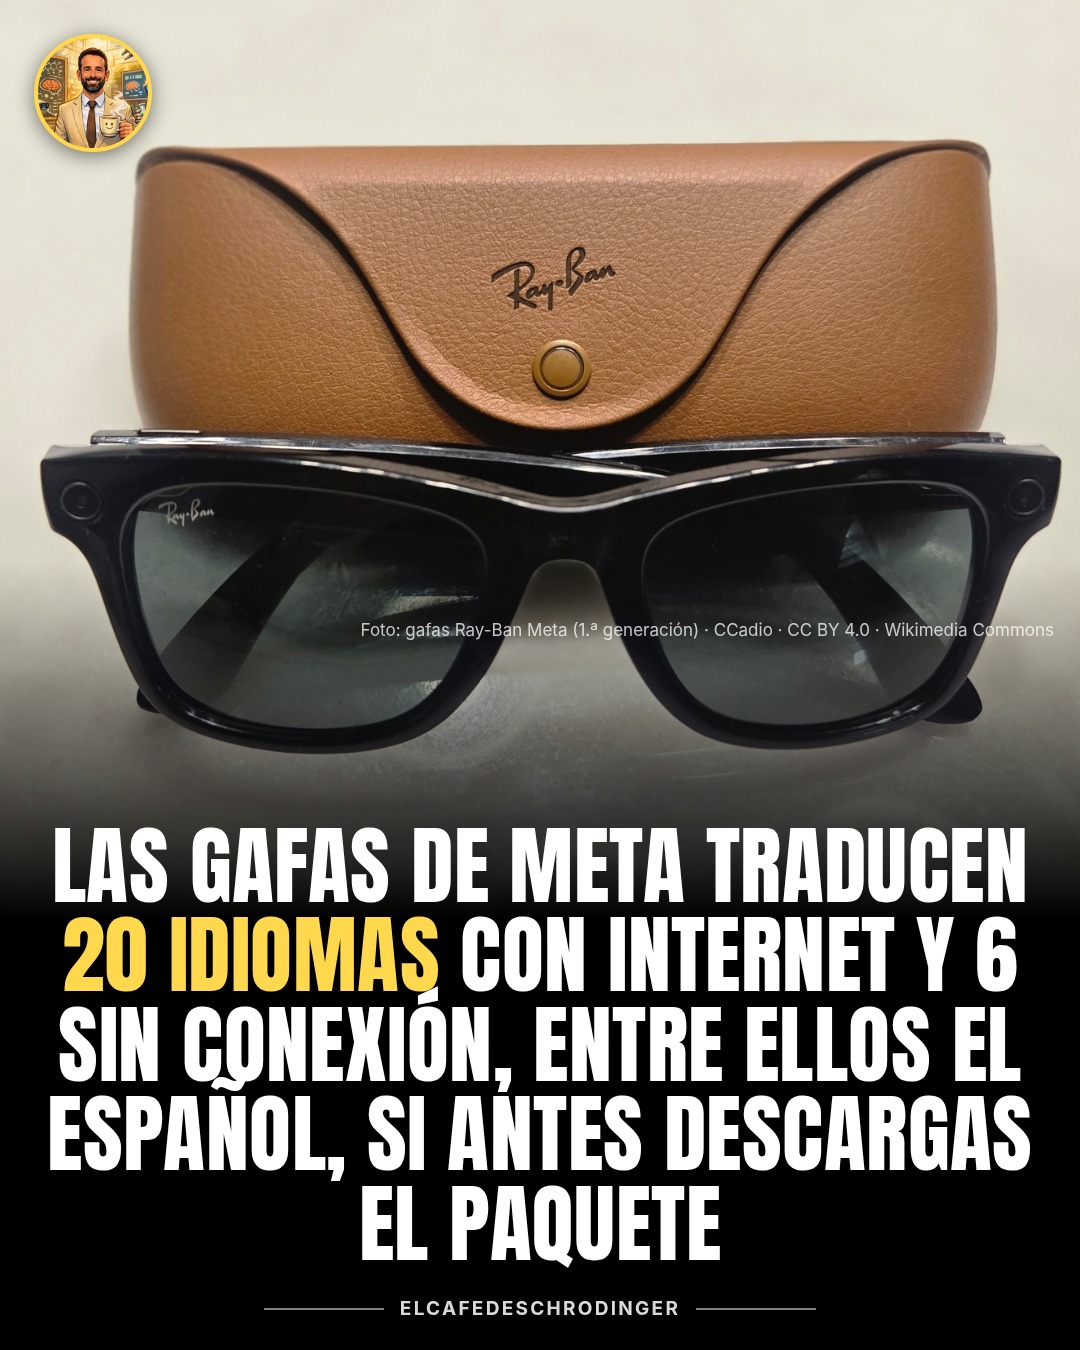 Ray-Ban
Ray-Ban
Foto: gafas Ray-Ban Meta (1.ª generación) · CCadio · CC BY 4.0 · Wikimedia Commons
LAS GAFAS DE META TRADUCEN
20 IDIOMAS CON INTERNET Y 6
SIN CONEXIÓN, ENTRE ELLOS EL
ESPAÑOL, SI ANTES DESCARGAS
EL PAQUETE
ELCAFEDESCHRODINGER